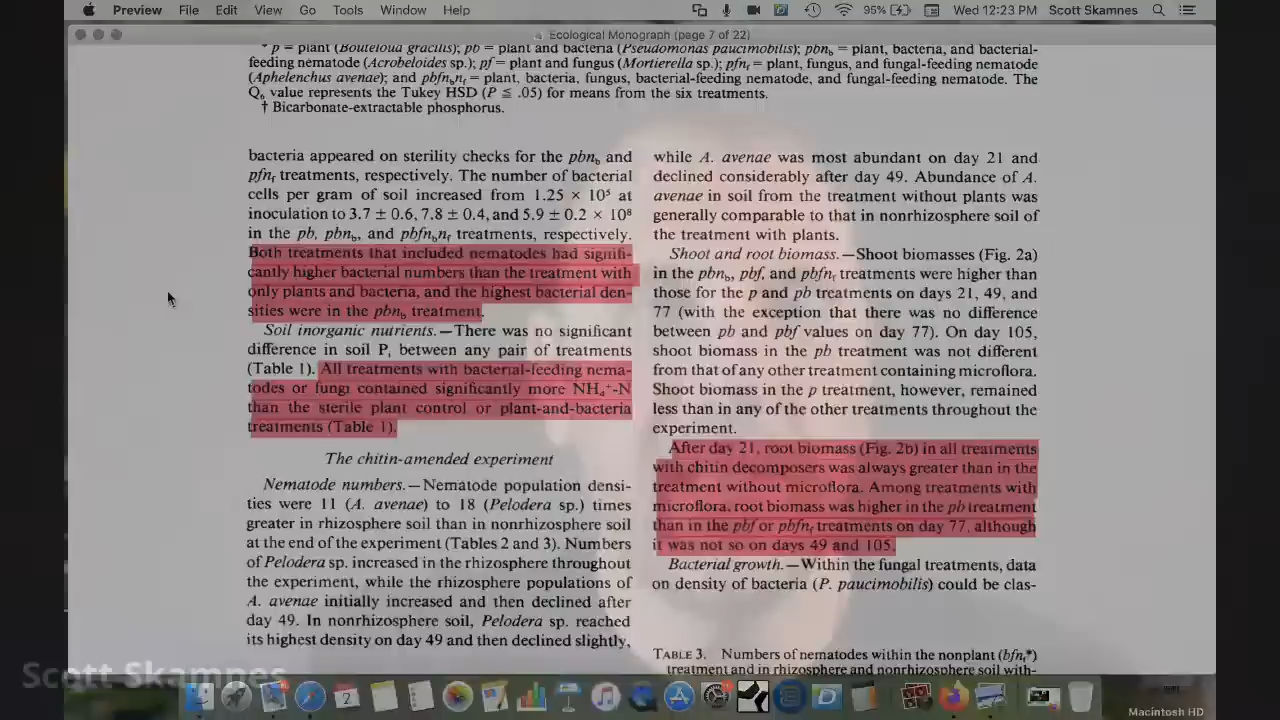 Preview File Edit View Go Tools Window Help 95% Wed 12:23 PM Scott Skamnes
Ecological Monograph (page 7 of 22)
* p = plant (Bouteloua gracilis); pb = plant and bacteria (Pseudomonas paucimobilis); pbnb = plant, bacteria, and bacterial-
feeding nematode (Acrobeloides sp.); pf = plant and fungus (Mortierella sp.); pfnf = plant, fungus, and fungal-feeding nematode
(Aphelenchus avenae); and pbfnbnf = plant, bacteria, fungus, bacterial-feeding nematode, and fungal-feeding nematode. The
Q6 value represents the Tukey HSD (P ≦ .05) for means from the six treatments.
† Bicarbonate-extractable phosphorus.
bacteria appeared on sterility checks for the pbnb and
pfnf treatments, respectively. The number of bacterial
cells per gram of soil increased from 1.25 × 10⁵ at
inoculation to 3.7 ± 0.6, 7.8 ± 0.4, and 5.9 ± 0.2 × 10⁸
in the pb, pbnb, and pbfnbnf treatments, respectively.
Both treatments that included nematodes had signifi-
cantly higher bacterial numbers than the treatment with
only plants and bacteria, and the highest bacterial den-
sities were in the pbnb treatment.
Soil inorganic nutrients.—There was no significant
difference in soil Pi between any pair of treatments
(Table 1). All treatments with bacterial-feeding nema-
todes or fungi contained significantly more NH₄⁺-N
than the sterile plant control or plant-and-bacteria
treatments (Table 1).
The chitin-amended experiment
Nematode numbers.—Nematode population densi-
ties were 11 (A. avenae) to 18 (Pelodera sp.) times
greater in rhizosphere soil than in nonrhizosphere soil
at the end of the experiment (Tables 2 and 3). Numbers
of Pelodera sp. increased in the rhizosphere throughout
the experiment, while the rhizosphere populations of
A. avenae initially increased and then declined after
day 49. In nonrhizosphere soil, Pelodera sp. reached
its highest density on day 49 and then declined slightly,
while A. avenae was most abundant on day 21 and
declined considerably after day 49. Abundance of A.
avenae in soil from the treatment without plants was
generally comparable to that in nonrhizosphere soil of
the treatment with plants.
Shoot and root biomass.—Shoot biomasses (Fig. 2a)
in the pbnb, pbf, and pbfnf treatments were higher than
those for the p and pb treatments on days 21, 49, and
77 (with the exception that there was no difference
between pb and pbf values on day 77). On day 105,
shoot biomass in the pb treatment was not different
from that of any other treatment containing microflora.
Shoot biomass in the p treatment, however, remained
less than in any of the other treatments throughout the
experiment.
After day 21, root biomass (Fig. 2b) in all treatments
with chitin decomposers was always greater than in the
treatment without microflora. Among treatments with
microflora, root biomass was higher in the pb treatment
than in the pbf or pbfnf treatments on day 77, although
it was not so on days 49 and 105.
Bacterial growth.—Within the fungal treatments, data
on density of bacteria (P. paucimobilis) could be clas-
TABLE 3. Numbers of nematodes within the nonplant (bfnf*)
treatment and in rhizosphere and nonrhizosphere soil with-
Scott Skamnes
Macintosh HD